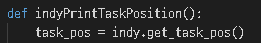 def indyPrintTaskPosition():
    task_pos = indy.get_task_pos()